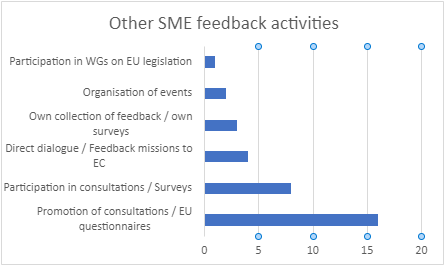 Other SME feedback activities
Participation in WGs on EU legislation
Organisation of events
Own collection of feedback / own
surveys
Direct dialogue / Feedback missions to
EC
Participation in consultations / Surveys
Promotion of consultations / EU
questionnaires
0 5 10 15 20